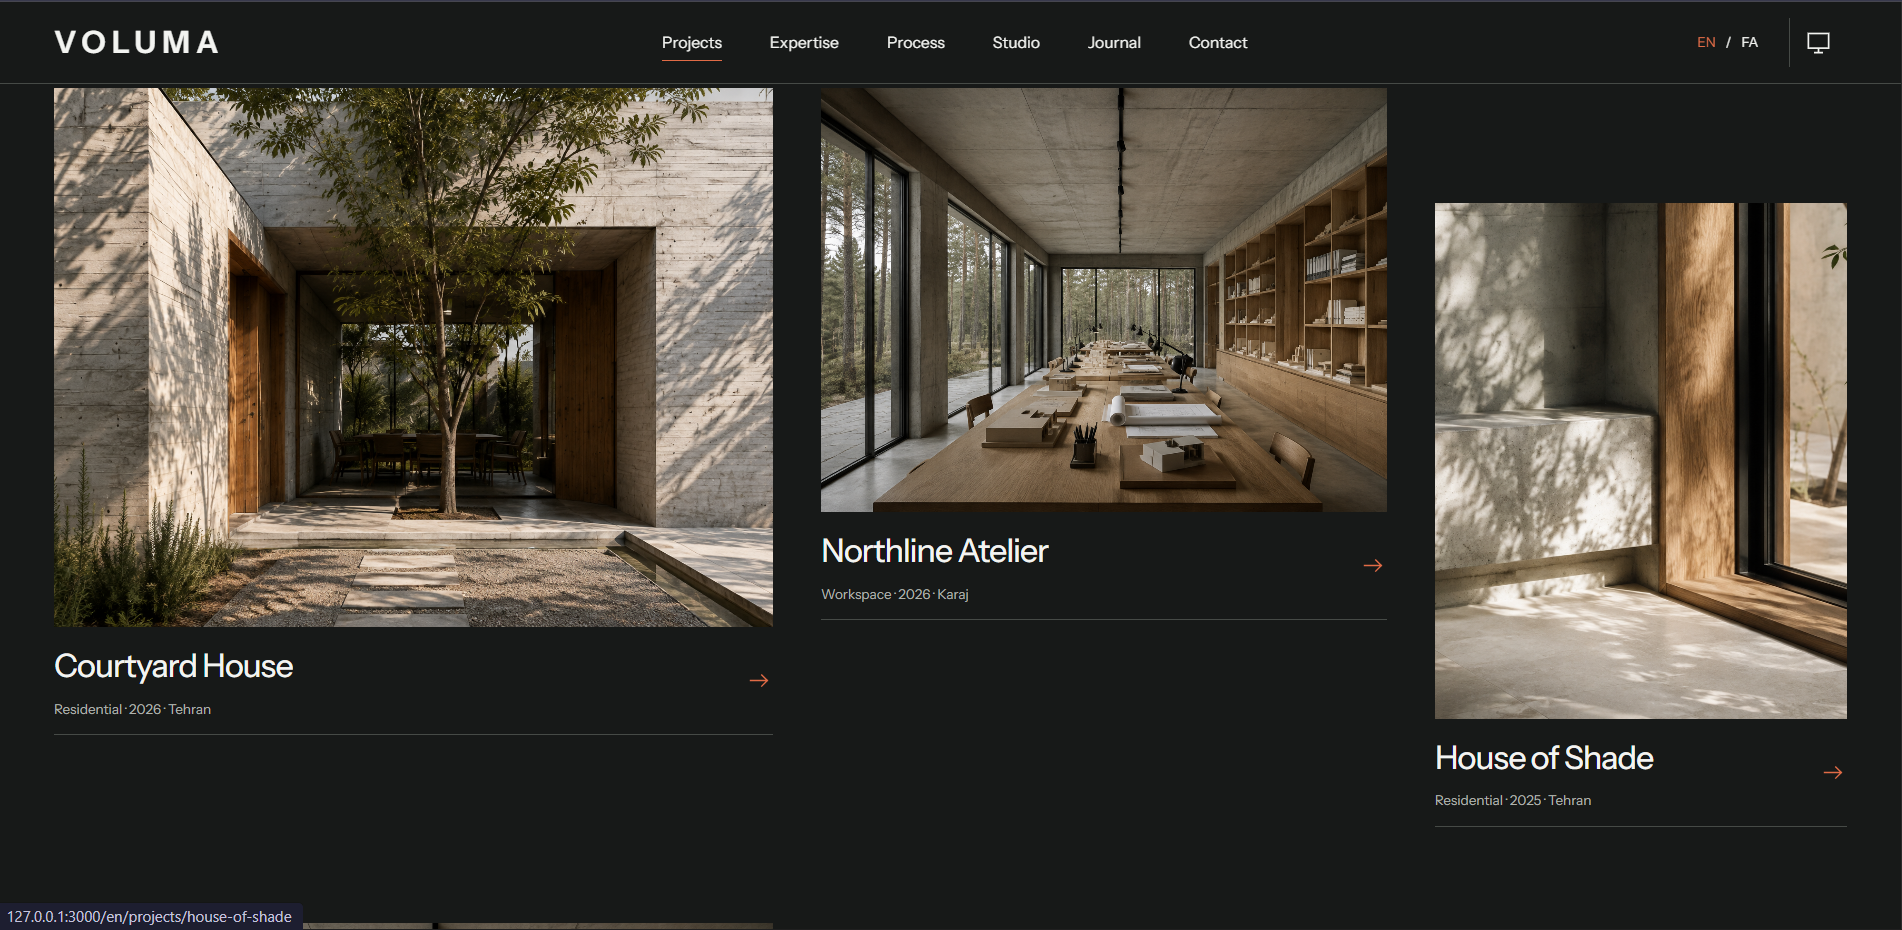 VOLUMA
Projects
Expertise
Process
Studio
Journal
Contact
EN / FA
Courtyard House
Residential · 2026 · Tehran
Northline Atelier
Workspace · 2026 · Karaj
House of Shade
Residential · 2025 · Tehran
127.0.0.1:3000/en/projects/house-of-shade